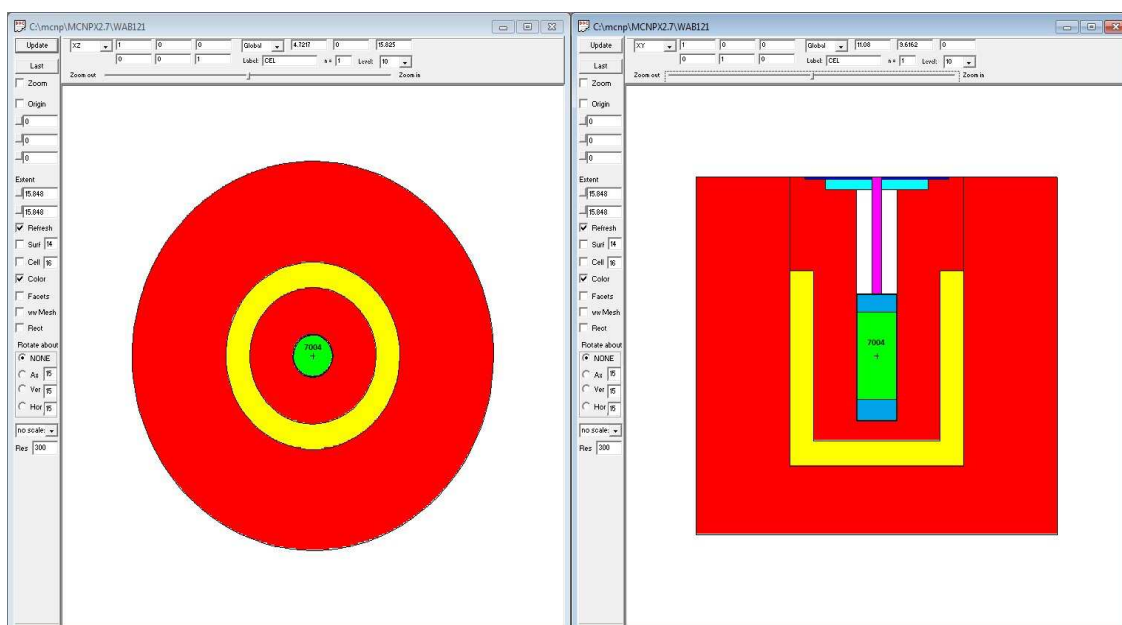 C:\mcnp\MCNPX2.7\WAB121
Update XZ 1 0 0 Global 4.7217 0 15.825
Last 0 0 1 Label: CEL n = 1 Level: 10
Zoom out Zoom in
Zoom
Origin
0
0
0
Extent
15.848
15.848
Refresh
Surf 14
Cell 16
Color
Facets
ww Mesh
Rect
Rotate about
NONE
As 15
Ver 15
Hor 15
no scale:
Res 300
7004
C:\mcnp\MCNPX2.7\WAB121
Update XY 1 0 0 Global 11.08 9.6162 0
Last 0 1 0 Label: CEL n = 1 Level: 10
Zoom out Zoom in
Zoom
Origin
0
0
0
Extent
15.848
15.848
Refresh
Surf 14
Cell 16
Color
Facets
ww Mesh
Rect
Rotate about
NONE
As 15
Ver 15
Hor 15
no scale:
Res 300
7004